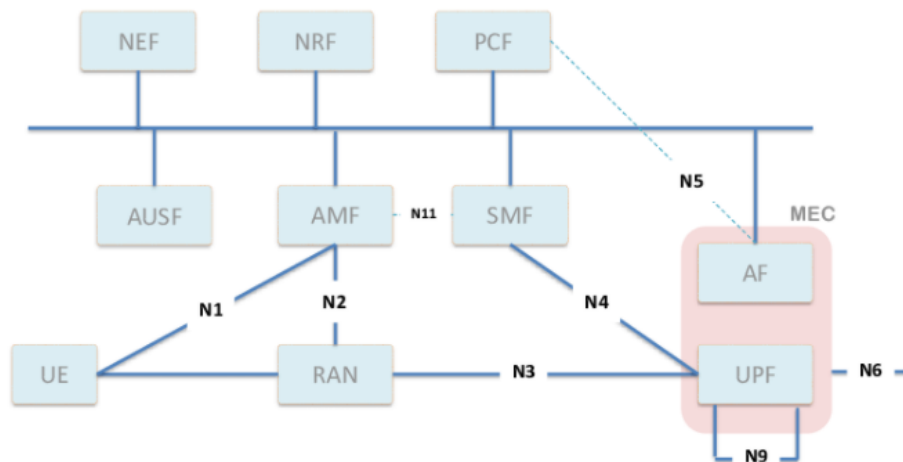 NEF
NRF
PCF
N5
AUSF
AMF
N11
SMF
MEC
AF
N1
N2
N4
UE
RAN
N3
UPF
N6
N9